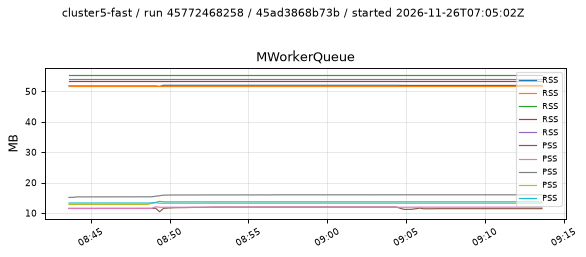 cluster5-fast / run 45772468258 / 45ad3868b73b / started 2026-11-26T07:05:02Z
MWorkerQueue
MB
50
40
30
20
10
RSS
RSS
RSS
RSS
RSS
PSS
PSS
PSS
PSS
PSS
08:45
08:50
08:55
09:00
09:05
09:10
09:15